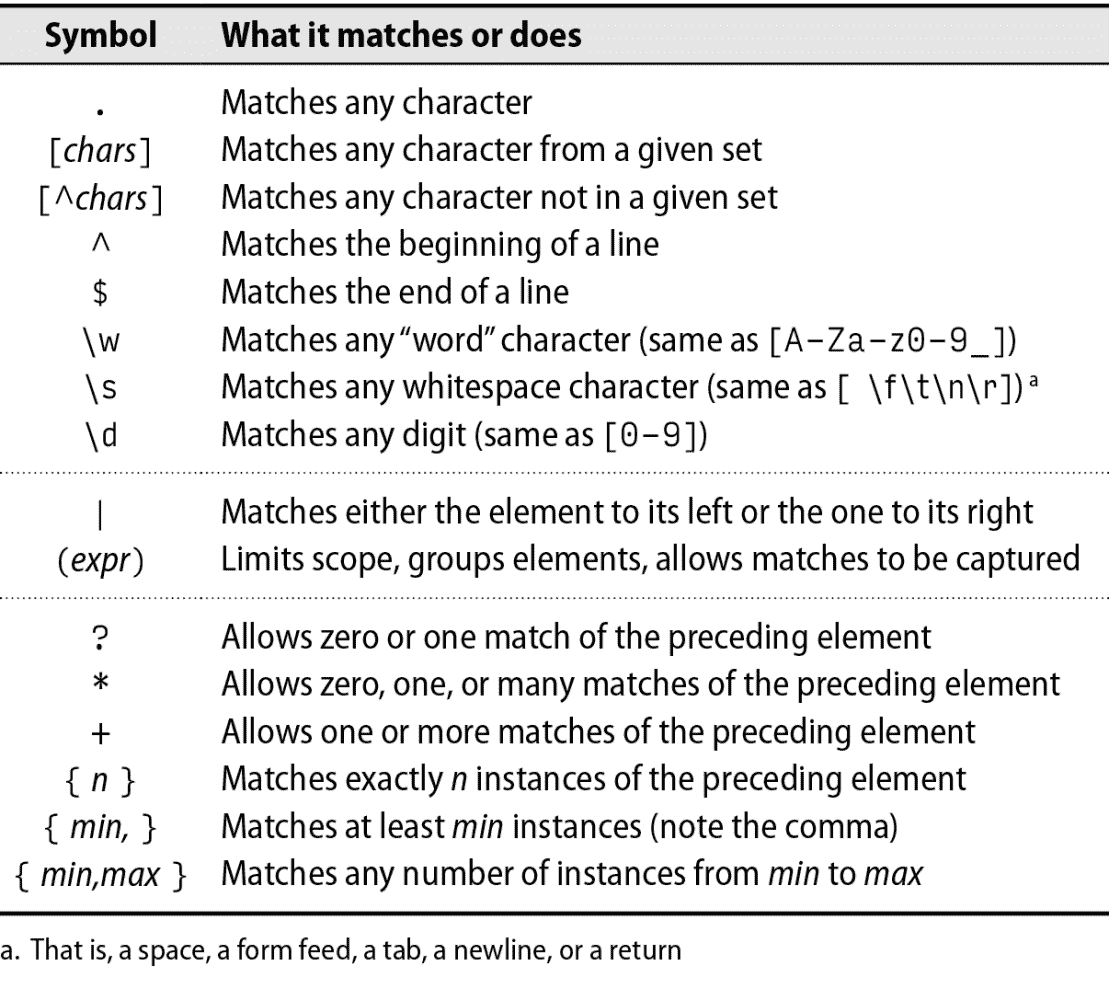 Symbol What it matches or does
. Matches any character
[chars] Matches any character from a given set
[^chars] Matches any character not in a given set
^ Matches the beginning of a line
$ Matches the end of a line
\w Matches any “word” character (same as [A-Za-z0-9_])
\s Matches any whitespace character (same as [ \f\t\n\r]) a
\d Matches any digit (same as [0-9])
| Matches either the element to its left or the one to its right
(expr) Limits scope, groups elements, allows matches to be captured
? Allows zero or one match of the preceding element
* Allows zero, one, or many matches of the preceding element
+ Allows one or more matches of the preceding element
{ n } Matches exactly n instances of the preceding element
{ min, } Matches at least min instances (note the comma)
{ min,max } Matches any number of instances from min to max
a. That is, a space, a form feed, a tab, a newline, or a return